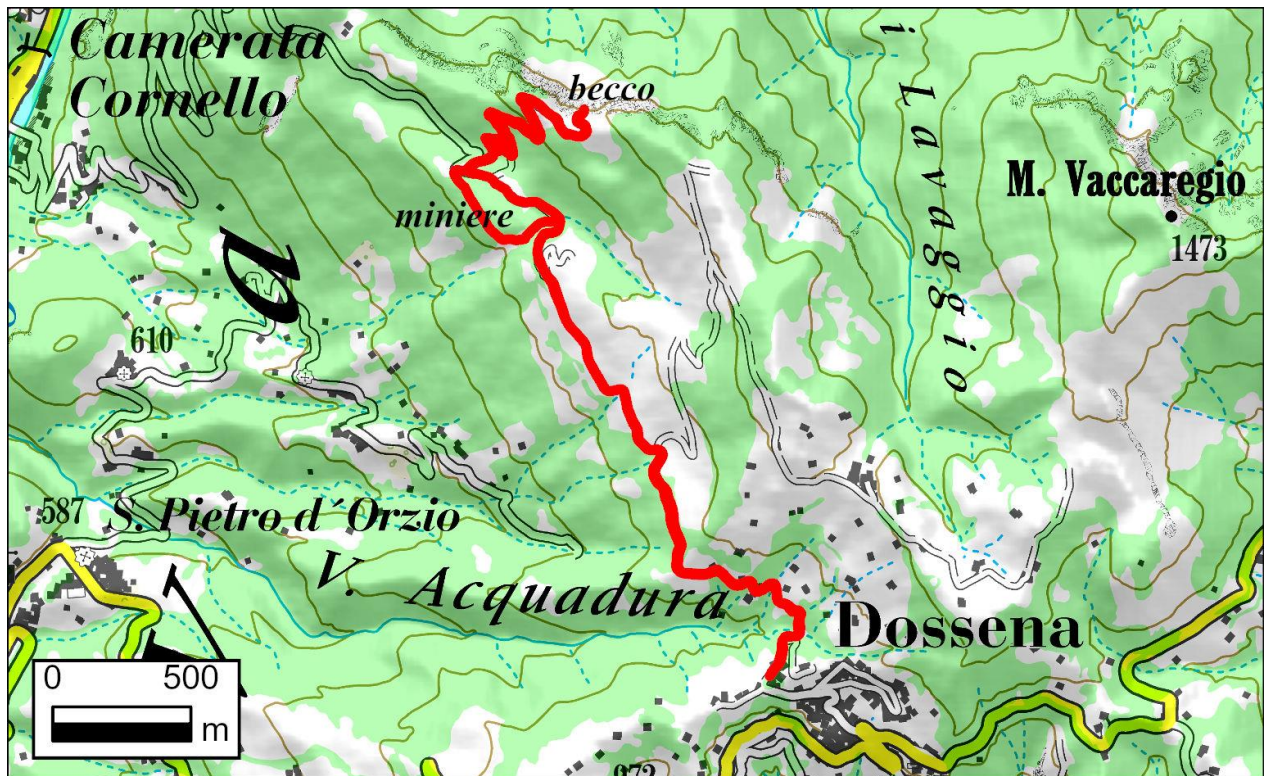 Camerata
Cornello
becco
i Lavaggio
M. Vaccaregio
1473
miniere
610
587
S. Pietro d´Orzio
V. Acquadura
Dossena
0 500
m